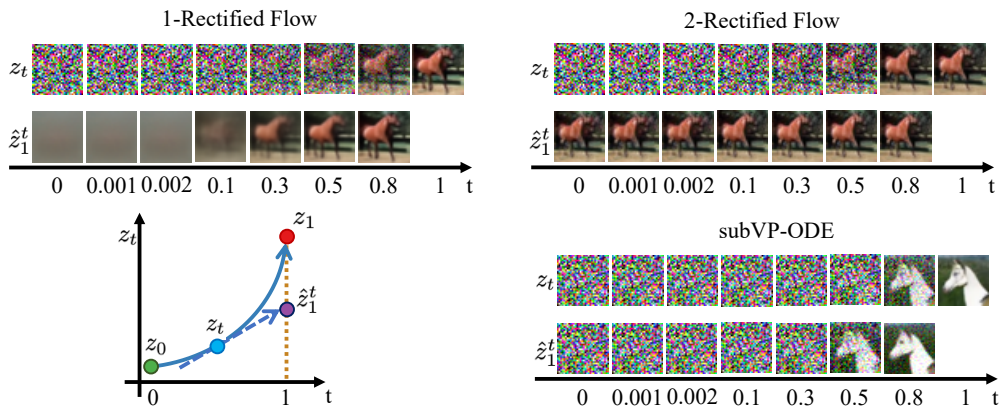 1-Rectified Flow
z_t
ẑ_1^t
0 0.001 0.002 0.1 0.3 0.5 0.8 1 t
2-Rectified Flow
z_t
ẑ_1^t
0 0.001 0.002 0.1 0.3 0.5 0.8 1 t
z_t
z_1
ẑ_1^t
z_t
z_0
0 1 t
subVP-ODE
z_t
ẑ_1^t
0 0.001 0.002 0.1 0.3 0.5 0.8 1 t